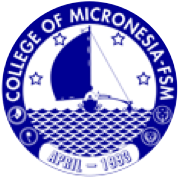 COLLEGE OF MICRONESIA-FSM
APRIL - 1993